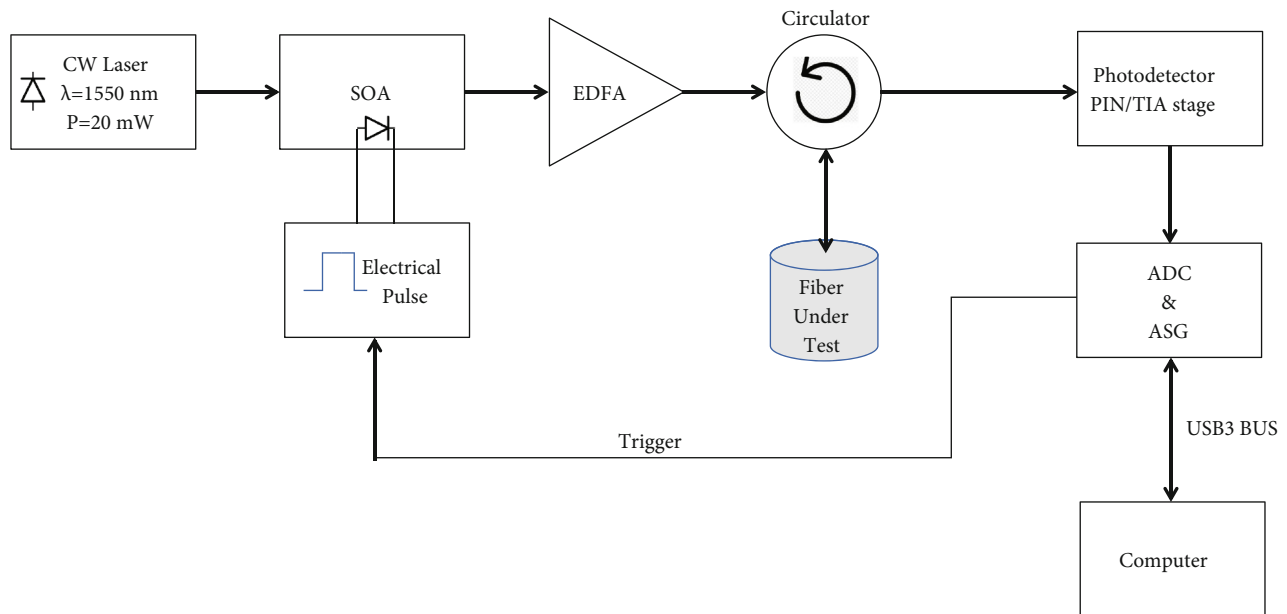 Circulator
CW Laser
λ=1550 nm
P=20 mW
SOA
EDFA
Photodetector
PIN/TIA stage
Electrical
Pulse
Fiber
Under
Test
ADC
&
ASG
Trigger
USB3 BUS
Computer